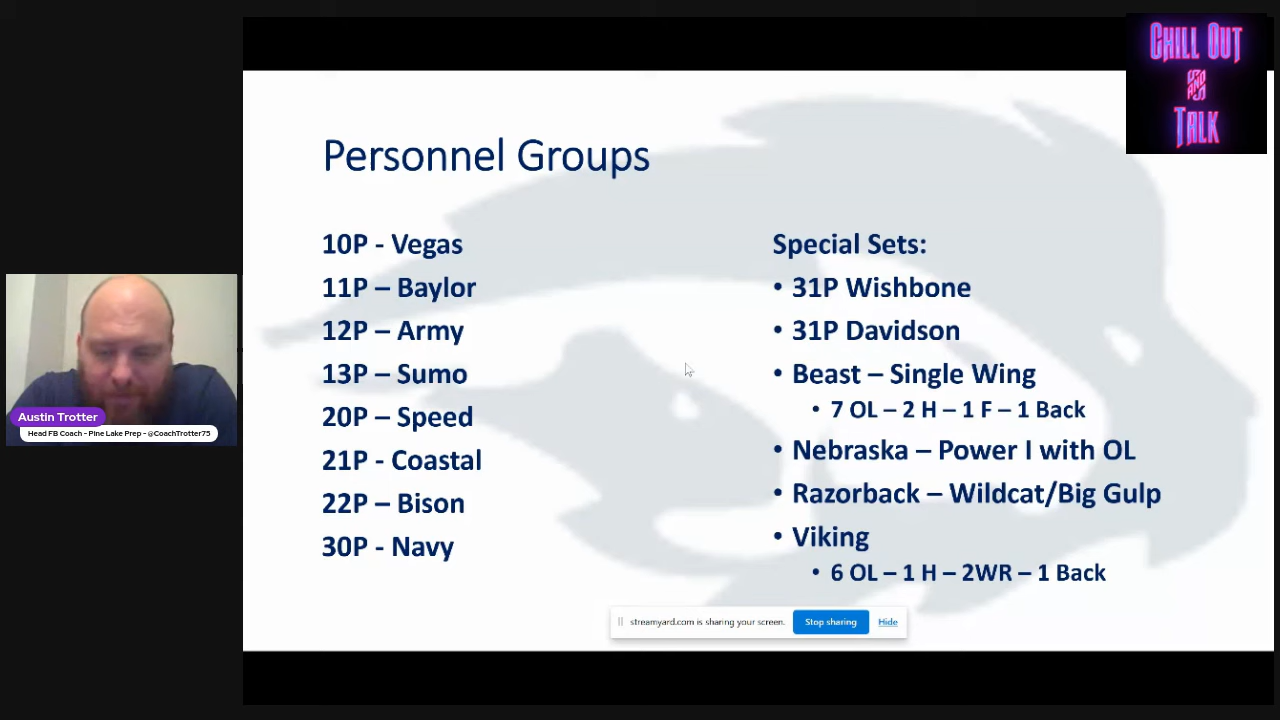 CHILL OUT
AND
TALK
Personnel Groups
10P - Vegas
11P – Baylor
12P – Army
13P – Sumo
20P – Speed
21P - Coastal
22P – Bison
30P - Navy
Special Sets:
• 31P Wishbone
• 31P Davidson
• Beast – Single Wing
• 7 OL – 2 H – 1 F – 1 Back
• Nebraska – Power I with OL
• Razorback – Wildcat/Big Gulp
• Viking
• 6 OL – 1 H – 2WR – 1 Back
Austin Trotter
Head FB Coach - Pine Lake Prep - @CoachTrotter75
streamyard.com is sharing your screen.
Stop sharing
Hide